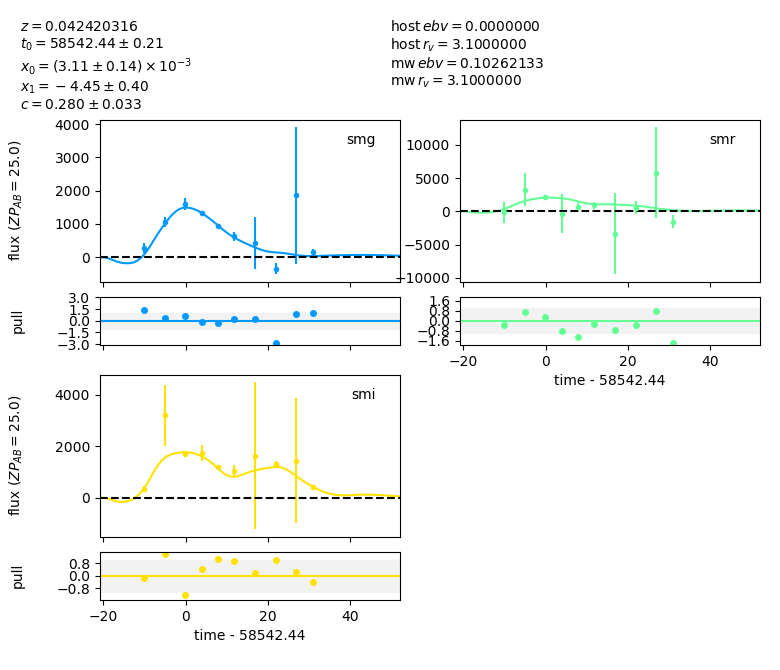 z = 0.042420316
t₀ = 58542.44 ± 0.21
x₀ = (3.11 ± 0.14) × 10⁻³
x₁ = −4.45 ± 0.40
c = 0.280 ± 0.033
host ebv = 0.0000000
host r_v = 3.1000000
mw ebv = 0.10262133
mw r_v = 3.1000000
smg
flux (ZP_AB = 25.0)
4000
3000
2000
1000
0
pull
3.0
1.5
0.0
−1.5
−3.0
smr
10000
5000
0
−5000
−10000
1.6
0.8
0.0
−0.8
−1.6
−20 0 20 40
time - 58542.44
smi
flux (ZP_AB = 25.0)
4000
2000
0
pull
0.8
0.0
−0.8
−20 0 20 40
time - 58542.44